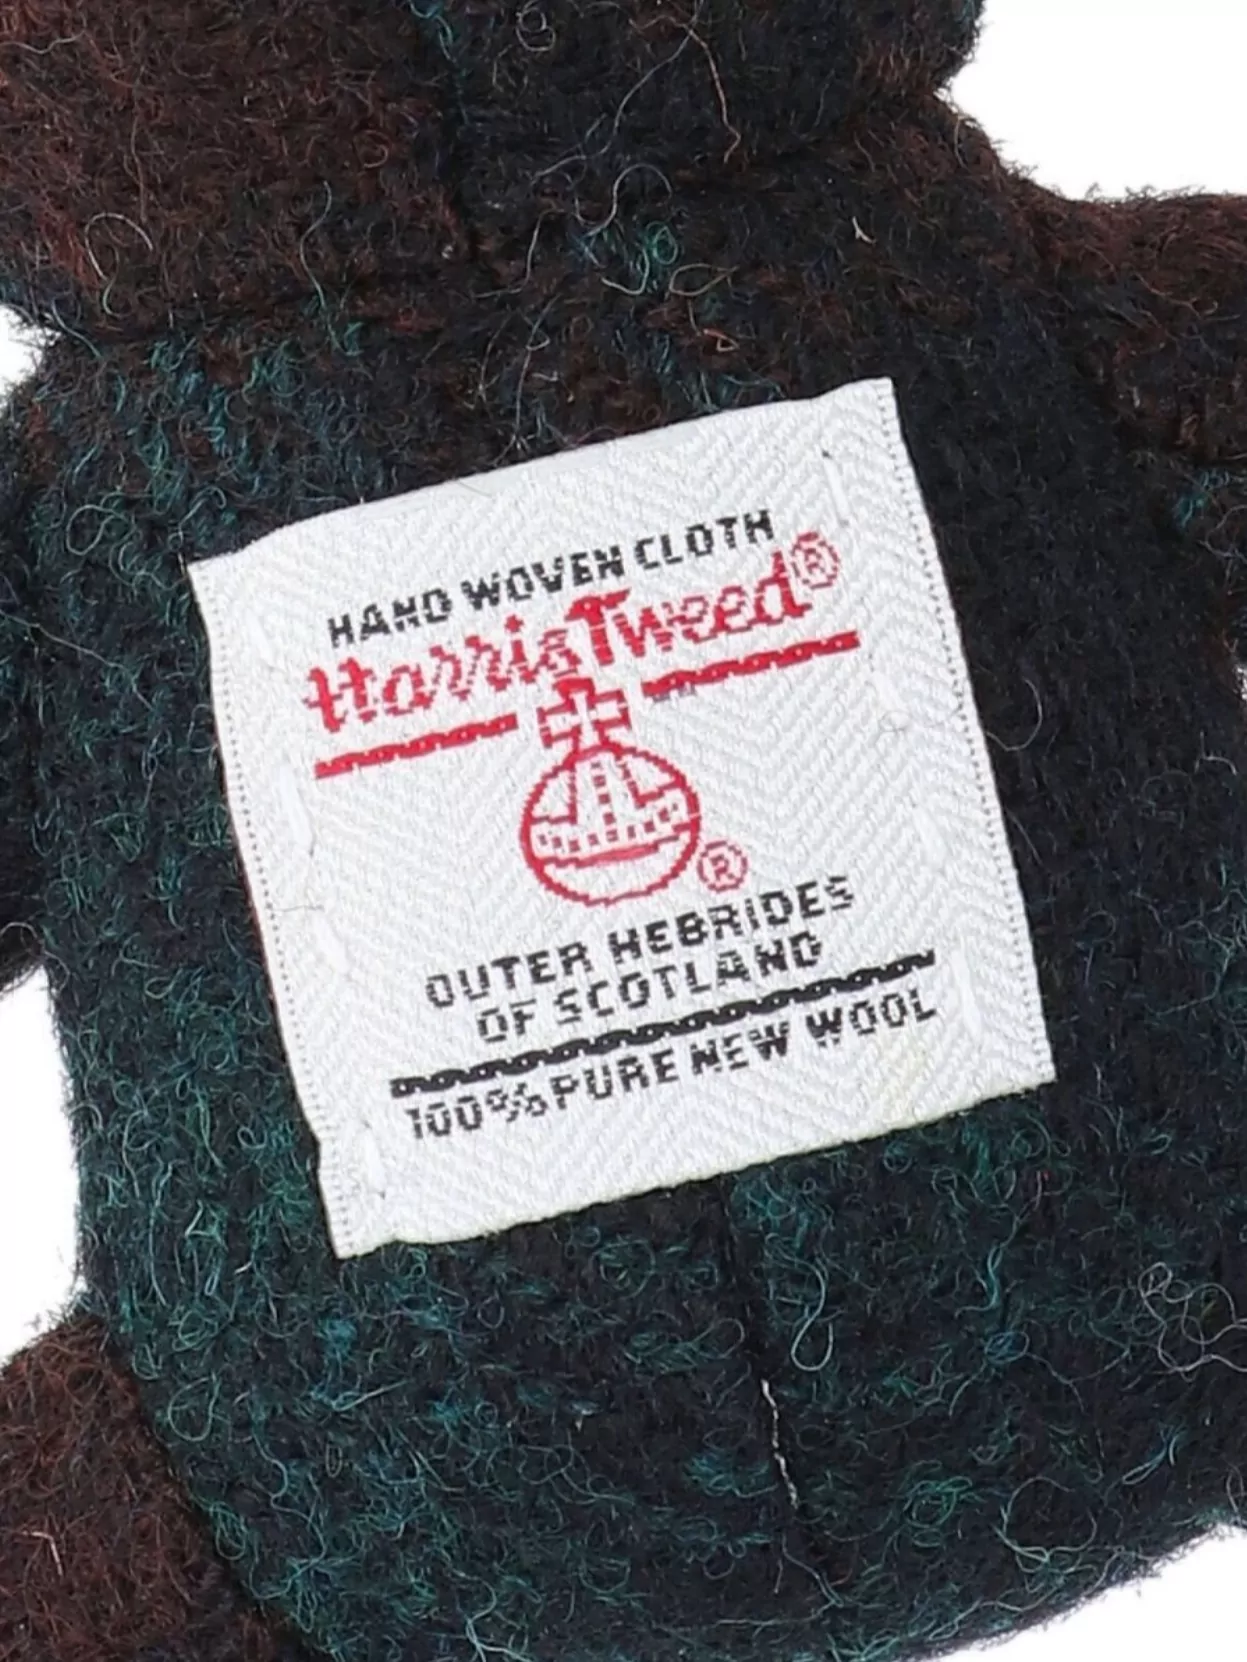 HAND WOVEN CLOTH
Harris Tweed®
®
OUTER HEBRIDES
OF SCOTLAND
100% PURE NEW WOOL